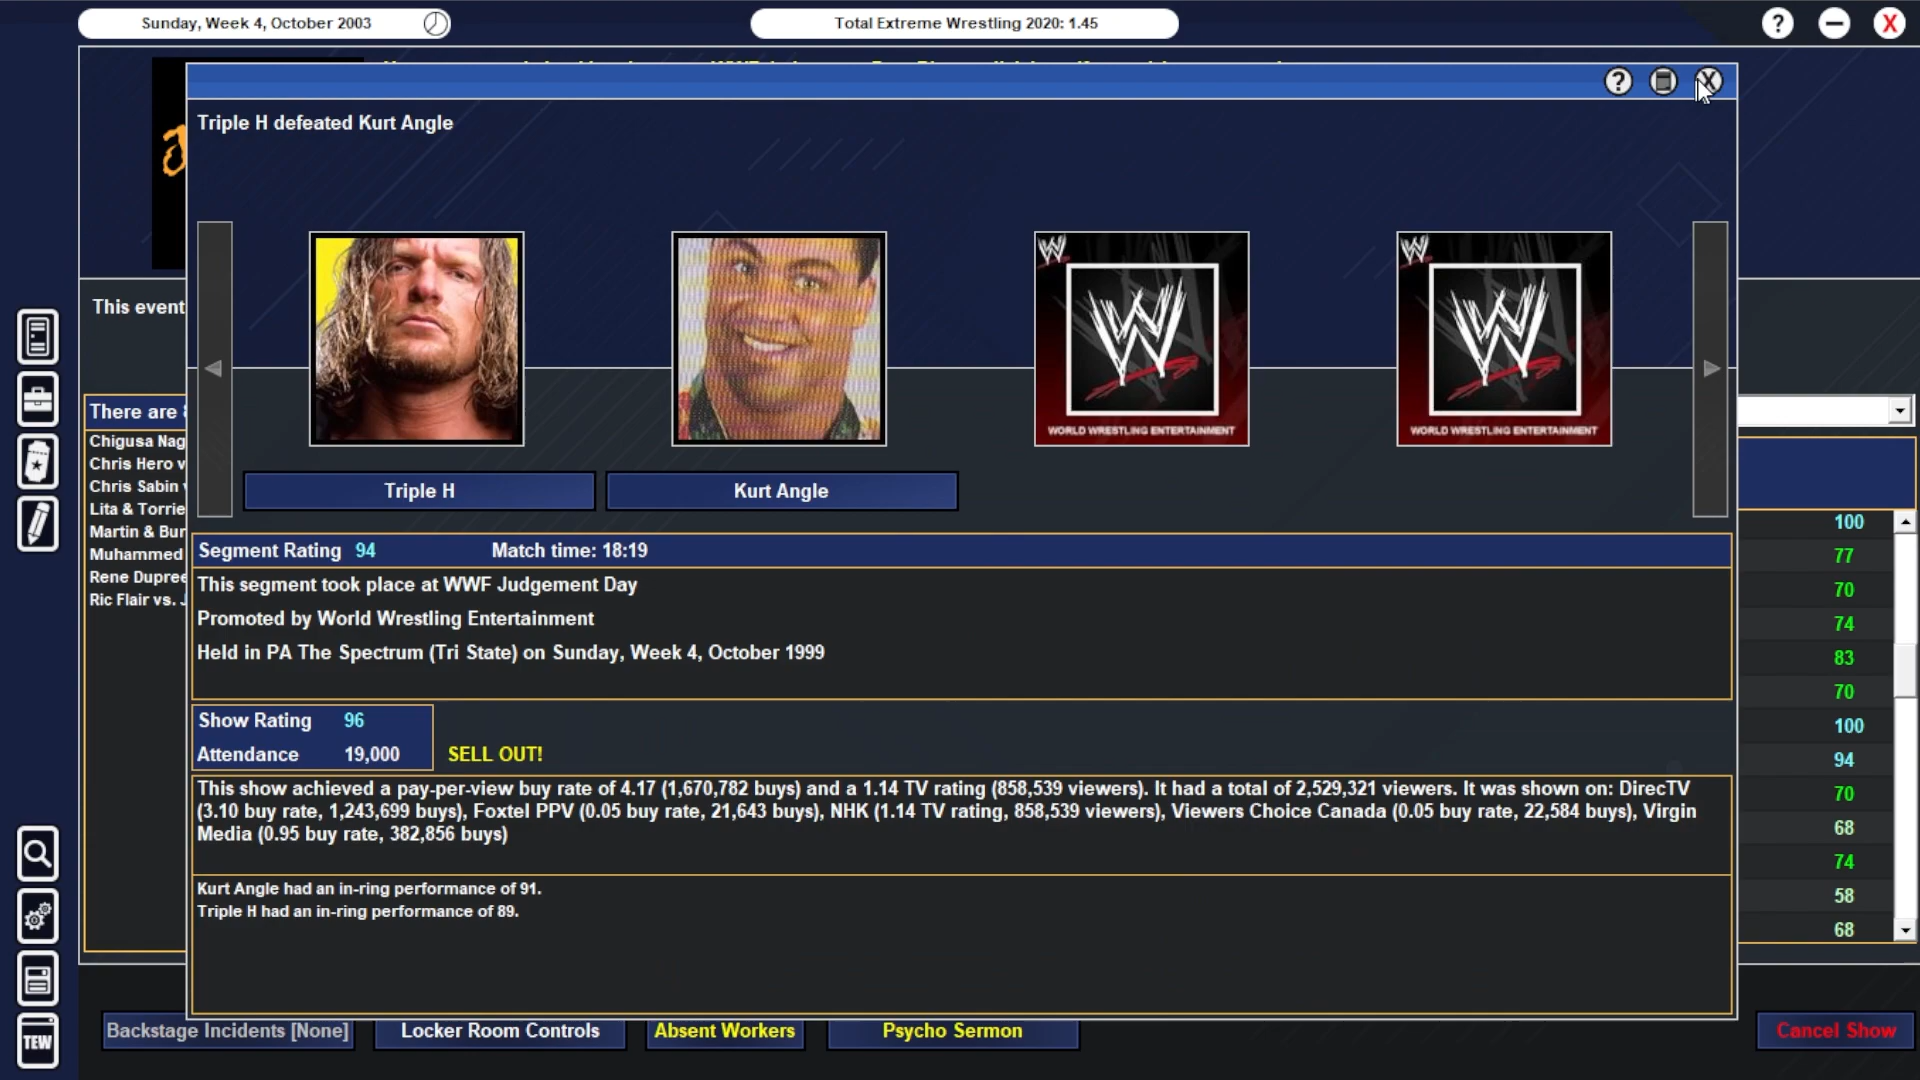 Sunday, Week 4, October 2003
Total Extreme Wrestling 2020: 1.45
Triple H defeated Kurt Angle
WORLD WRESTLING ENTERTAINMENT
WORLD WRESTLING ENTERTAINMENT
Triple H
Kurt Angle
Segment Rating 94 Match time: 18:19
This segment took place at WWF Judgement Day
Promoted by World Wrestling Entertainment
Held in PA The Spectrum (Tri State) on Sunday, Week 4, October 1999
Show Rating 96
Attendance 19,000 SELL OUT!
This show achieved a pay-per-view buy rate of 4.17 (1,670,782 buys) and a 1.14 TV rating (858,539 viewers). It had a total of 2,529,321 viewers. It was shown on: DirecTV
(3.10 buy rate, 1,243,699 buys), Foxtel PPV (0.05 buy rate, 21,643 buys), NHK (1.14 TV rating, 858,539 viewers), Viewers Choice Canada (0.05 buy rate, 22,584 buys), Virgin
Media (0.95 buy rate, 382,856 buys)
Kurt Angle had an in-ring performance of 91.
Triple H had an in-ring performance of 89.
This event
There are
Chigusa Nag
Chris Hero v
Chris Sabin
Lita & Torrie
Martin & Bur
Muhammed
Rene Dupree
Ric Flair vs.
100
77
70
74
83
70
100
94
70
68
74
58
68
Backstage Incidents [None]
Locker Room Controls
Absent Workers
Psycho Sermon
Cancel Show
TEW